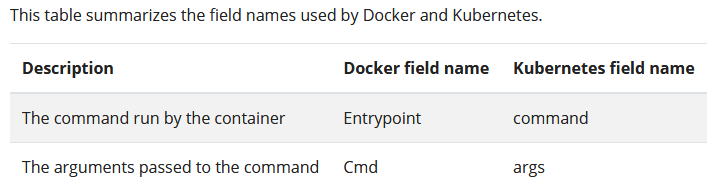 This table summarizes the field names used by Docker and Kubernetes.
Description Docker field name Kubernetes field name
The command run by the container Entrypoint command
The arguments passed to the command Cmd args